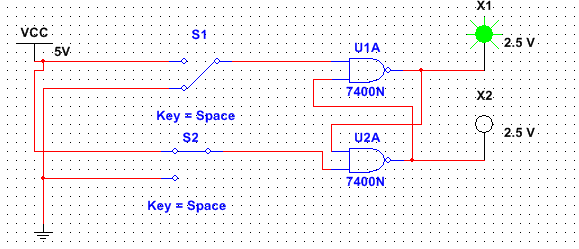 X1
VCC
S1
2.5 V
5V
U1A
7400N
X2
Key = Space
S2
U2A
2.5 V
7400N
Key = Space